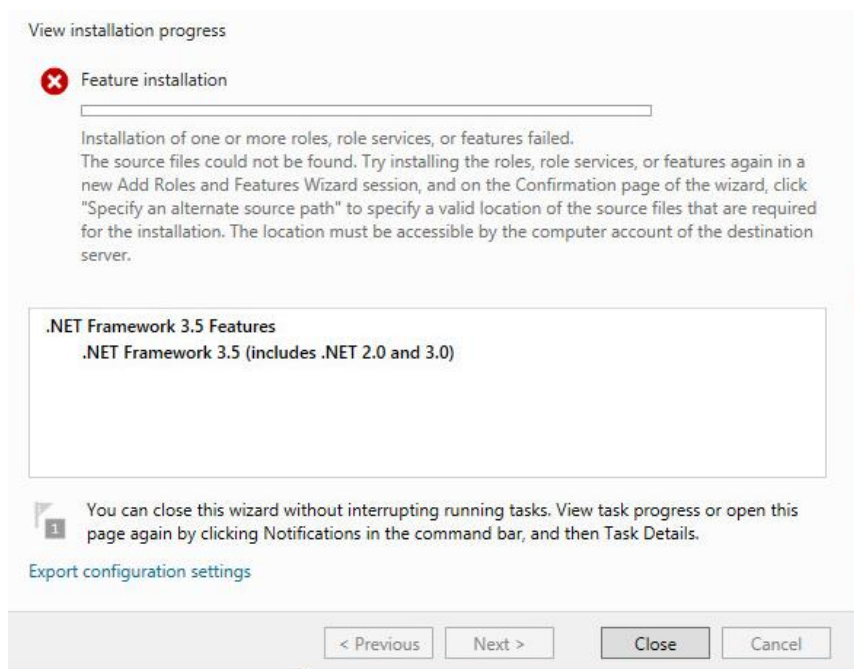 View installation progress
Feature installation
Installation of one or more roles, role services, or features failed.
The source files could not be found. Try installing the roles, role services, or features again in a
new Add Roles and Features Wizard session, and on the Confirmation page of the wizard, click
"Specify an alternate source path" to specify a valid location of the source files that are required
for the installation. The location must be accessible by the computer account of the destination
server.
.NET Framework 3.5 Features
.NET Framework 3.5 (includes .NET 2.0 and 3.0)
1
You can close this wizard without interrupting running tasks. View task progress or open this
page again by clicking Notifications in the command bar, and then Task Details.
Export configuration settings
< Previous Next > Close Cancel